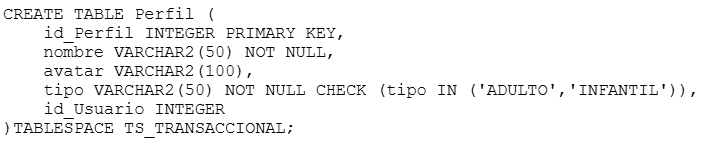 CREATE TABLE Perfil (
    id_Perfil INTEGER PRIMARY KEY,
    nombre VARCHAR2(50) NOT NULL,
    avatar VARCHAR2(100),
    tipo VARCHAR2(50) NOT NULL CHECK (tipo IN ('ADULTO','INFANTIL')),
    id_Usuario INTEGER
)TABLESPACE TS_TRANSACCIONAL;